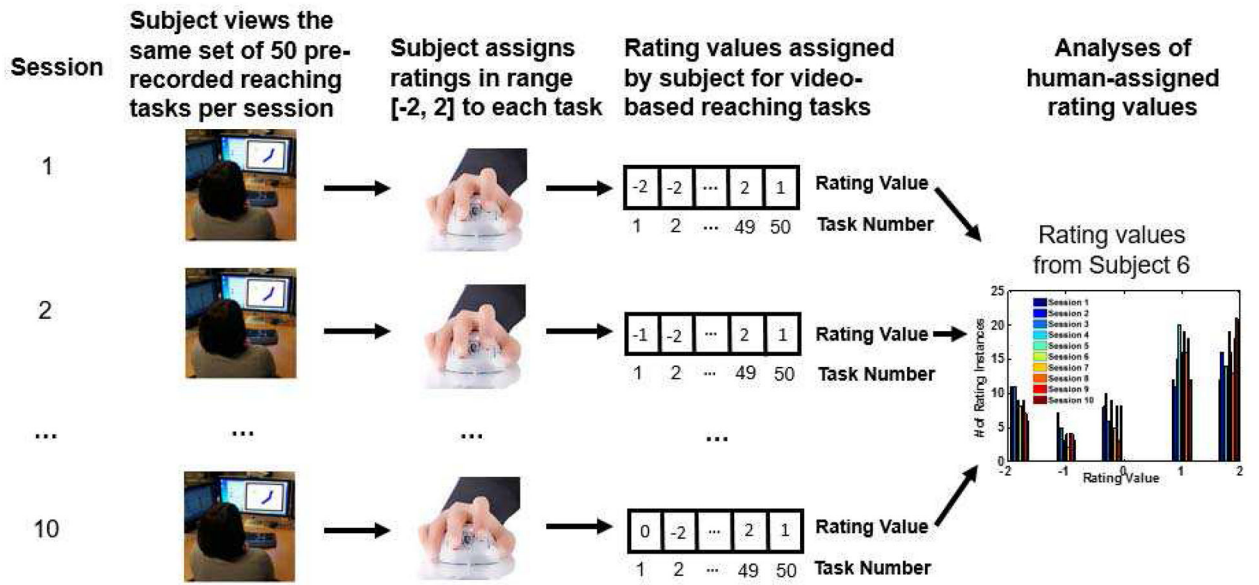 Session
Subject views the
same set of 50 pre-
recorded reaching
tasks per session
Subject assigns
ratings in range
[-2, 2] to each task
Rating values assigned
by subject for video-
based reaching tasks
Analyses of
human-assigned
rating values
1
-2 -2 ... 2 1 Rating Value
1 2 ... 49 50 Task Number
2
-1 -2 ... 2 1 Rating Value
1 2 ... 49 50 Task Number
... ... ... ...
10
0 -2 ... 2 1 Rating Value
1 2 ... 49 50 Task Number
Rating values
from Subject 6
# of Rating Instances
25
20
15
10
5
0
Session 1
Session 2
Session 3
Session 4
Session 5
Session 6
Session 7
Session 8
Session 9
Session 10
-2 -1 0 1 2
Rating Value